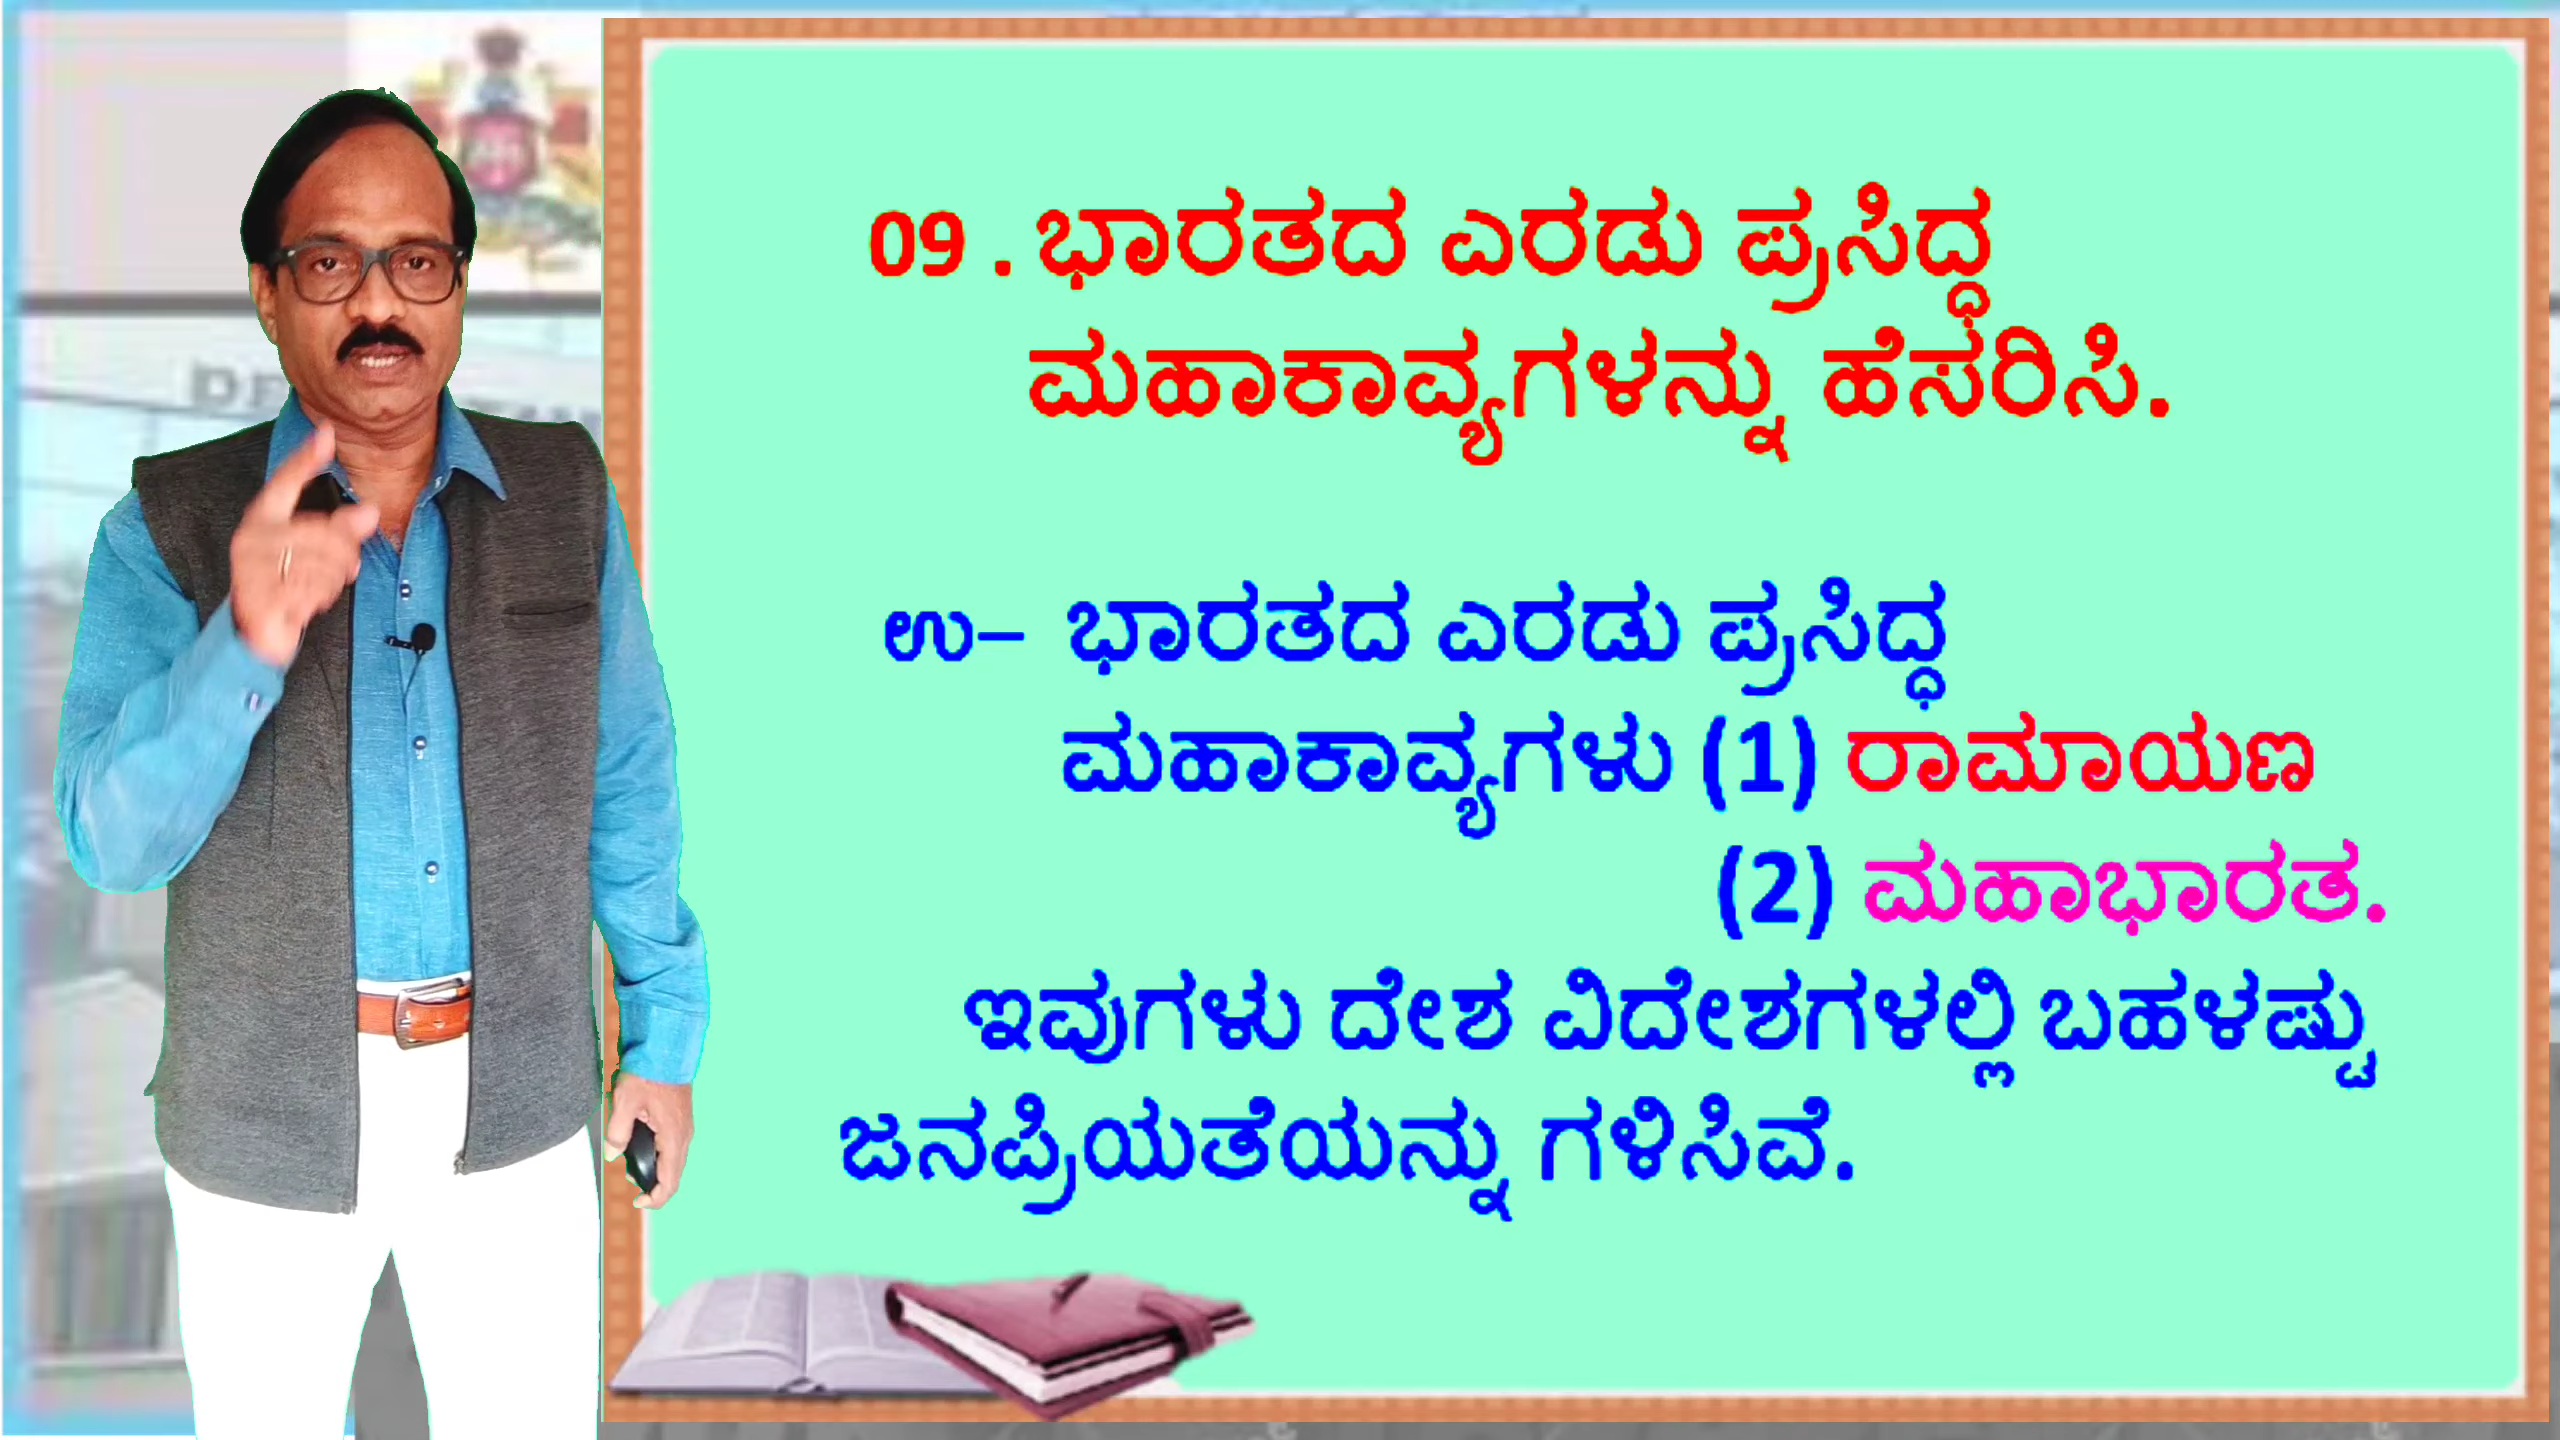 09 . ಭಾರತದ ಎರಡು ಪ್ರಸಿದ್ಧ
ಮಹಾಕಾವ್ಯಗಳನ್ನು ಹೆಸರಿಸಿ.
ಉ– ಭಾರತದ ಎರಡು ಪ್ರಸಿದ್ಧ
ಮಹಾಕಾವ್ಯಗಳು (1) ರಾಮಾಯಣ
(2) ಮಹಾಭಾರತ.
ಇವುಗಳು ದೇಶ ವಿದೇಶಗಳಲ್ಲಿ ಬಹಳಷ್ಟು
ಜನಪ್ರಿಯತೆಯನ್ನು ಗಳಿಸಿವೆ.